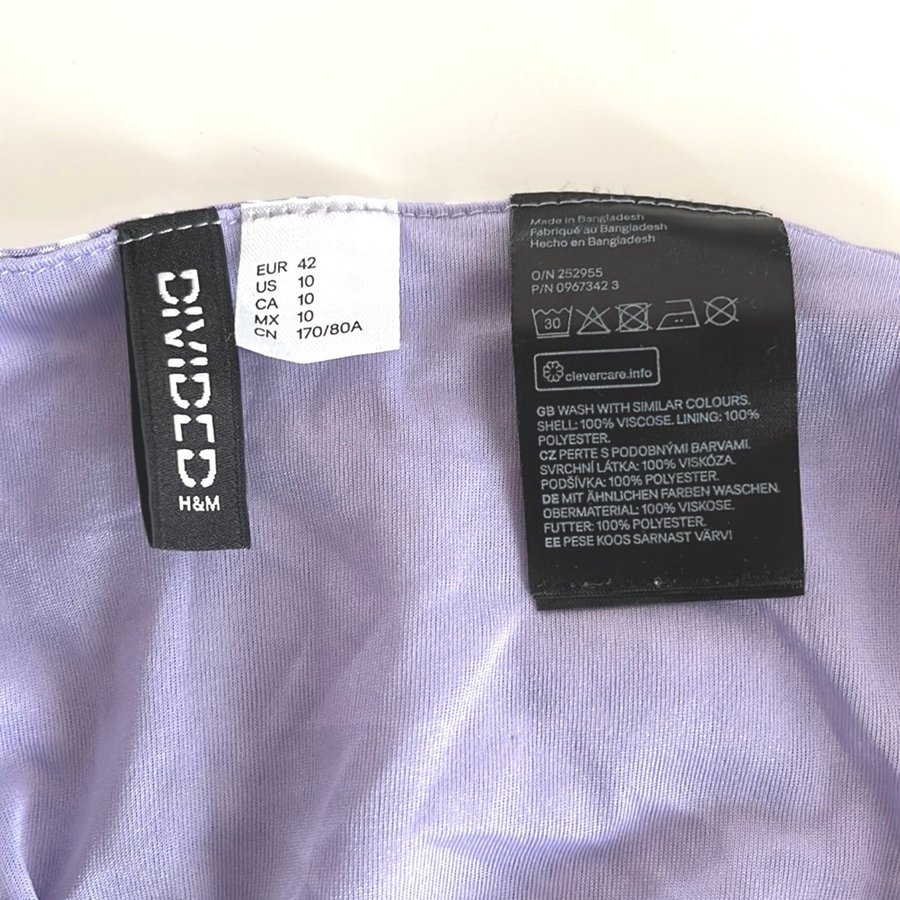 DIVIDED
H&M
EUR 42
US 10
CA 10
MX 10
CN 170/80A
Made in Bangladesh
Fabriqué au Bangladesh
Hecho en Bangladesh
O/N 252955
P/N 0967342 3
30
clevercare.info
GB WASH WITH SIMILAR COLOURS.
SHELL: 100% VISCOSE. LINING: 100%
POLYESTER.
CZ PERTE S PODOBNÝMI BARVAMI.
SVRCHNÍ LÁTKA: 100% VISKÓZA.
PODŠÍVKA: 100% POLYESTER.
DE MIT ÄHNLICHEN FARBEN WASCHEN.
OBERMATERIAL: 100% VISKOSE.
FUTTER: 100% POLYESTER.
EE PESE KOOS SARNAST VÄRVI